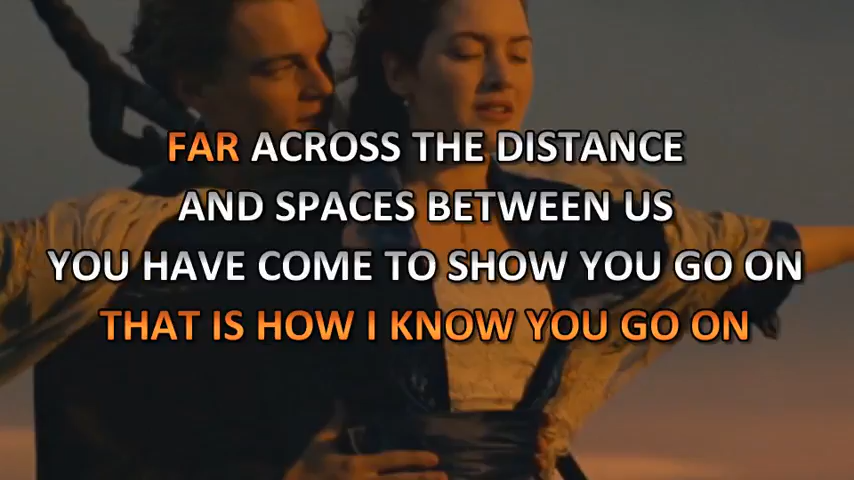 FAR ACROSS THE DISTANCE
AND SPACES BETWEEN US
YOU HAVE COME TO SHOW YOU GO ON
THAT IS HOW I KNOW YOU GO ON